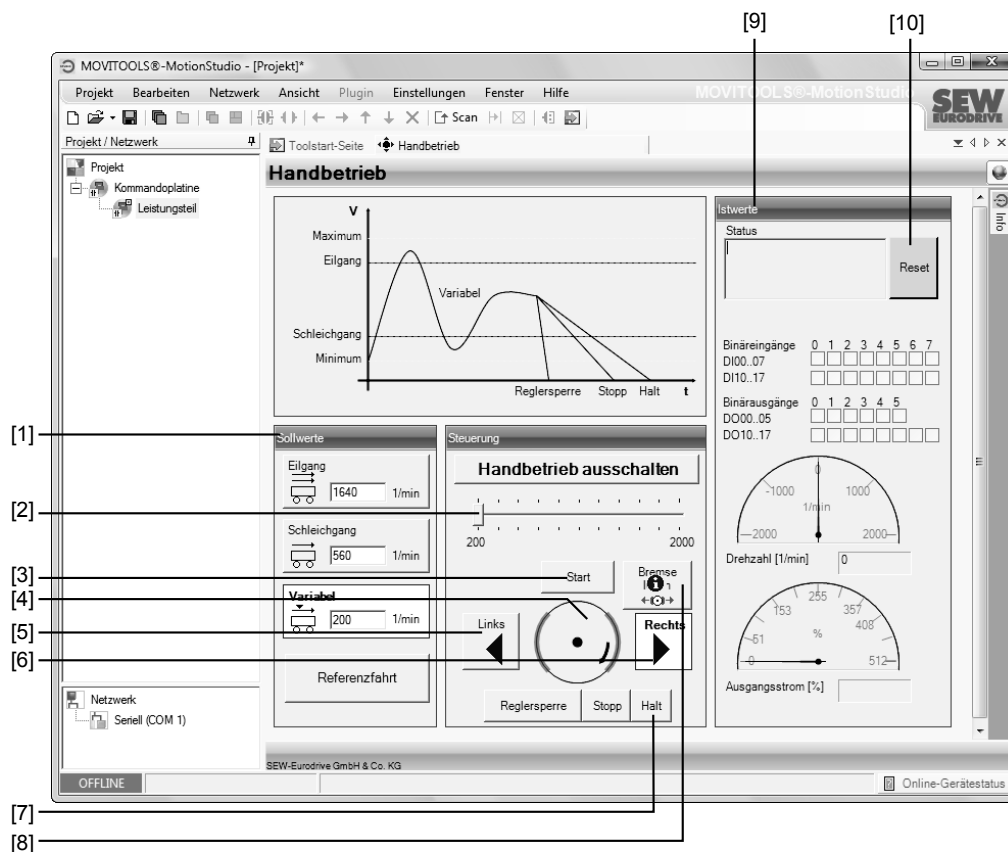 [9]
[10]
MOVITOOLS®-MotionStudio - [Projekt]*
Projekt Bearbeiten Netzwerk Ansicht Plugin Einstellungen Fenster Hilfe
MOVITOOLS®-MotionStudio
SEW
EURODRIVE
Scan
Projekt / Netzwerk
Toolstart-Seite Handbetrieb
Projekt
Kommandoplatine
Leistungsteil
Handbetrieb
Info
V
Maximum
Eilgang
Variabel
Schleichgang
Minimum
Reglersperre Stopp Halt t
Istwerte
Status
Reset
Binäreingänge 0 1 2 3 4 5 6 7
DI00..07
DI10..17
Binärausgänge 0 1 2 3 4 5
DO00..05
DO10..17
0
-1000 1000
1/min
-2000 2000
Drehzahl [1/min] 0
255
153 357
51 408
%
0 512
Ausgangsstrom [%]
[1]
Sollwerte
Eilgang
1640 1/min
Schleichgang
560 1/min
Variabel
200 1/min
Referenzfahrt
Steuerung
Handbetrieb ausschalten
[2]
200 2000
[3]
Start
Bremse
[4]
[5]
Links
Rechts
[6]
Reglersperre Stopp Halt
Netzwerk
Seriell (COM 1)
SEW-Eurodrive GmbH & Co. KG
OFFLINE
Online-Gerätestatus
[7]
[8]